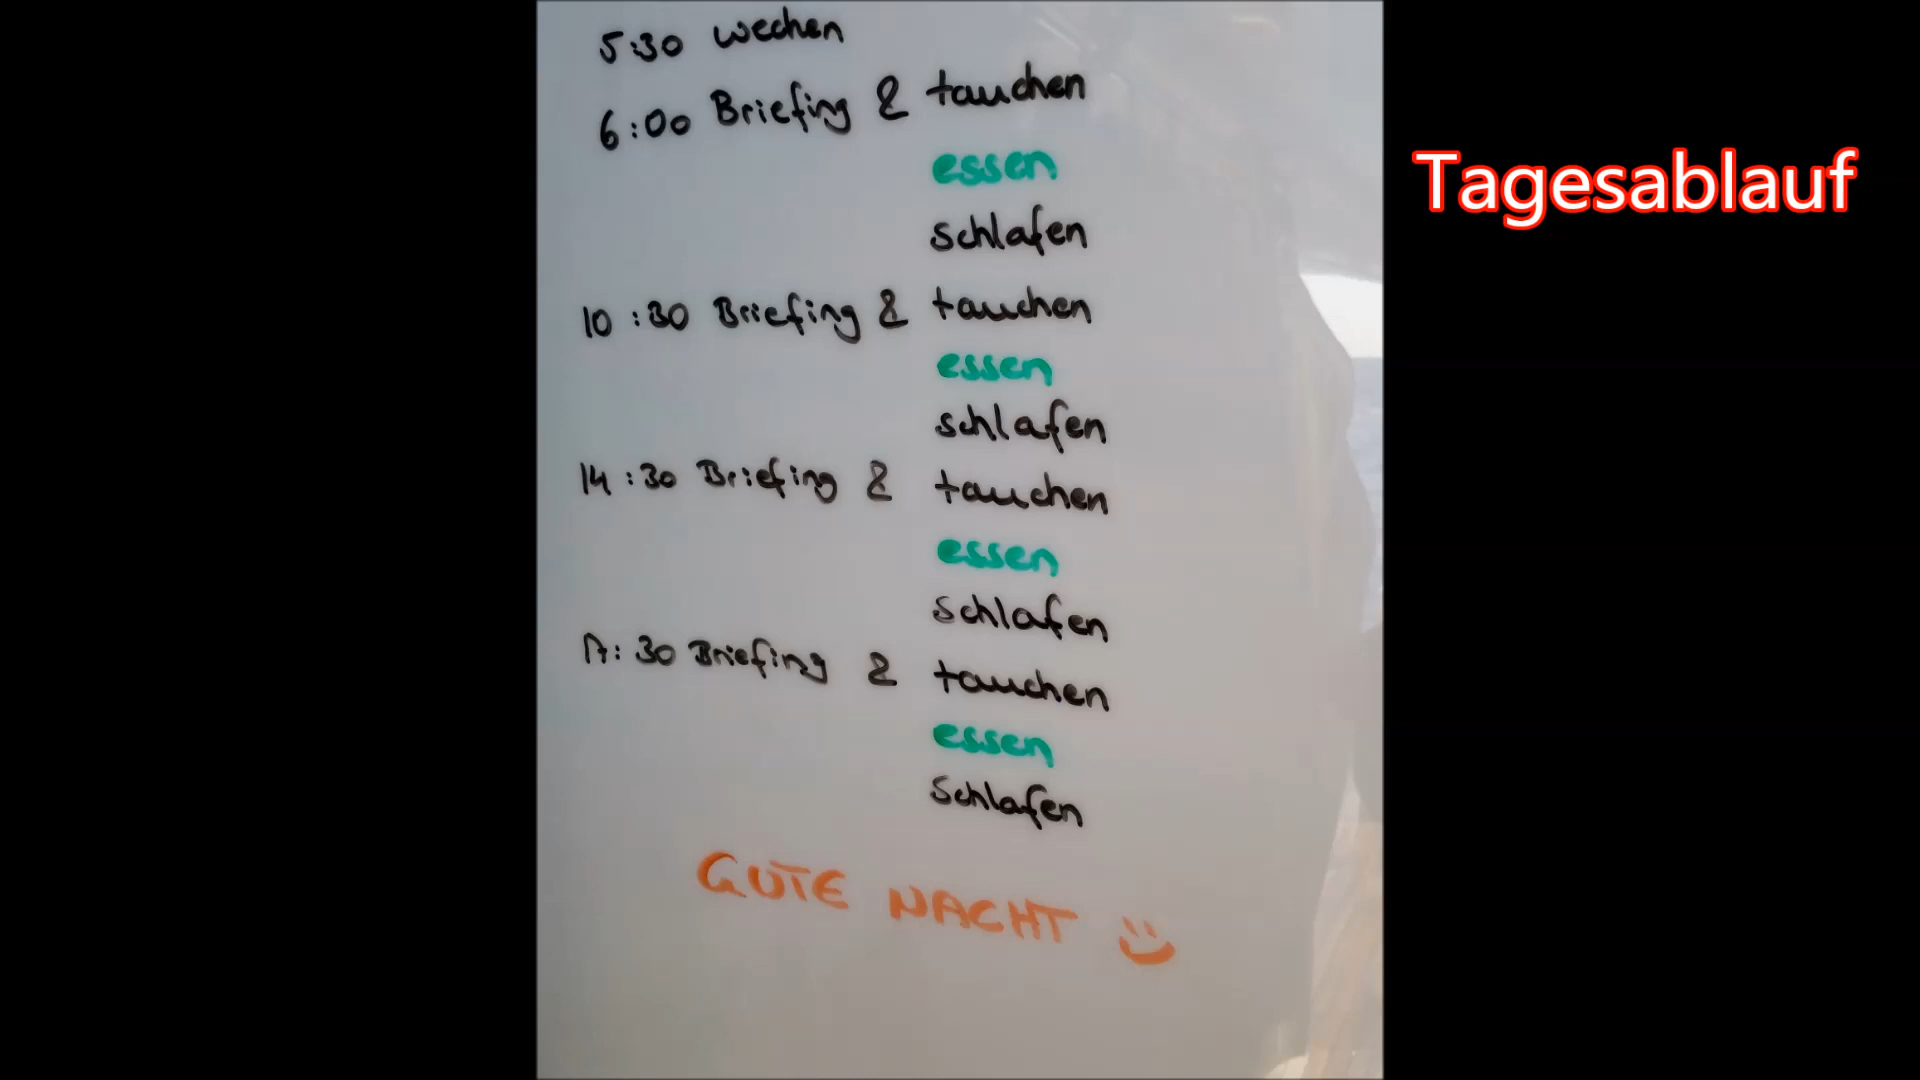 5:30 wecken
6:00 Briefing & tauchen
essen
schlafen
10:30 Briefing & tauchen
essen
schlafen
14:30 Briefing & tauchen
essen
schlafen
17:30 Briefing & tauchen
essen
schlafen
GUTE NACHT
Tagesablauf